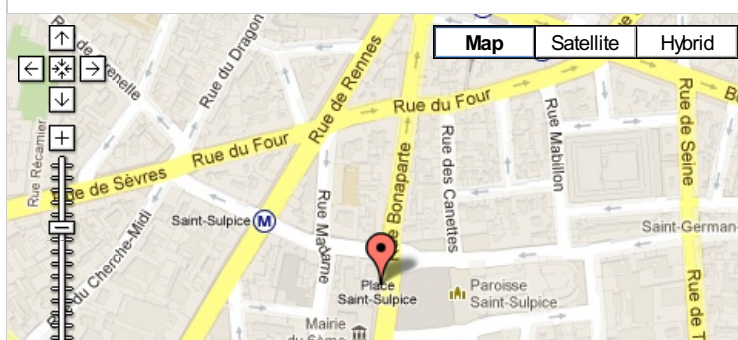 Map
Satellite
Hybrid
Rue du Dragon
Rue de Rennes
Rue du Four
Rue du Four
Rue Récamier
Rue Mabillon
Rue de Seine
Rue des Canettes
Rue Bonaparte
de Sèvres
Saint-Sulpice M
Rue Madame
Saint-German
du Cherche-Midi
Place
Saint-Sulpice
Paroisse
Saint-Sulpice
Rue de T
Mairie